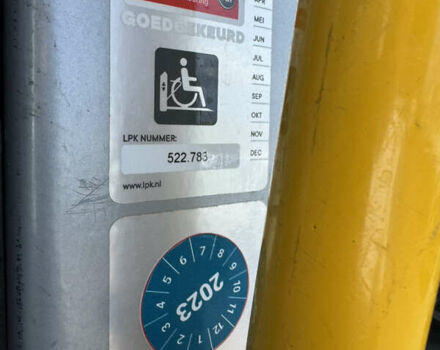 GOEDGEKEURD
APR
MEI
JUN
JUL
AUG
SEP
OKT
NOV
DEC
LPK NUMMER:
522.783
www.lpk.nl
1 2 3 4 5 6 7 8 9 10 11 12
2023